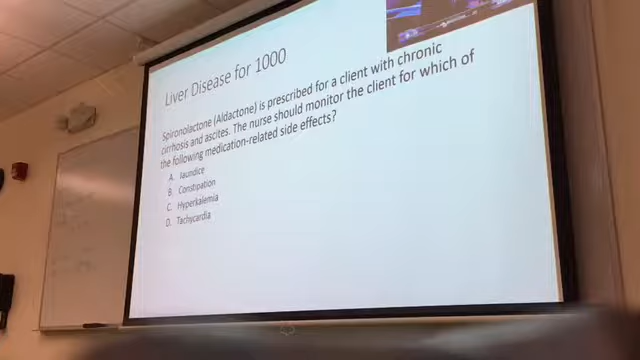 Liver Disease for 1000
Spironolactone (Aldactone) is prescribed for a client with chronic
cirrhosis and ascites. The nurse should monitor the client for which of
the following medication-related side effects?
A. Jaundice
B. Constipation
C. Hyperkalemia
D. Tachycardia